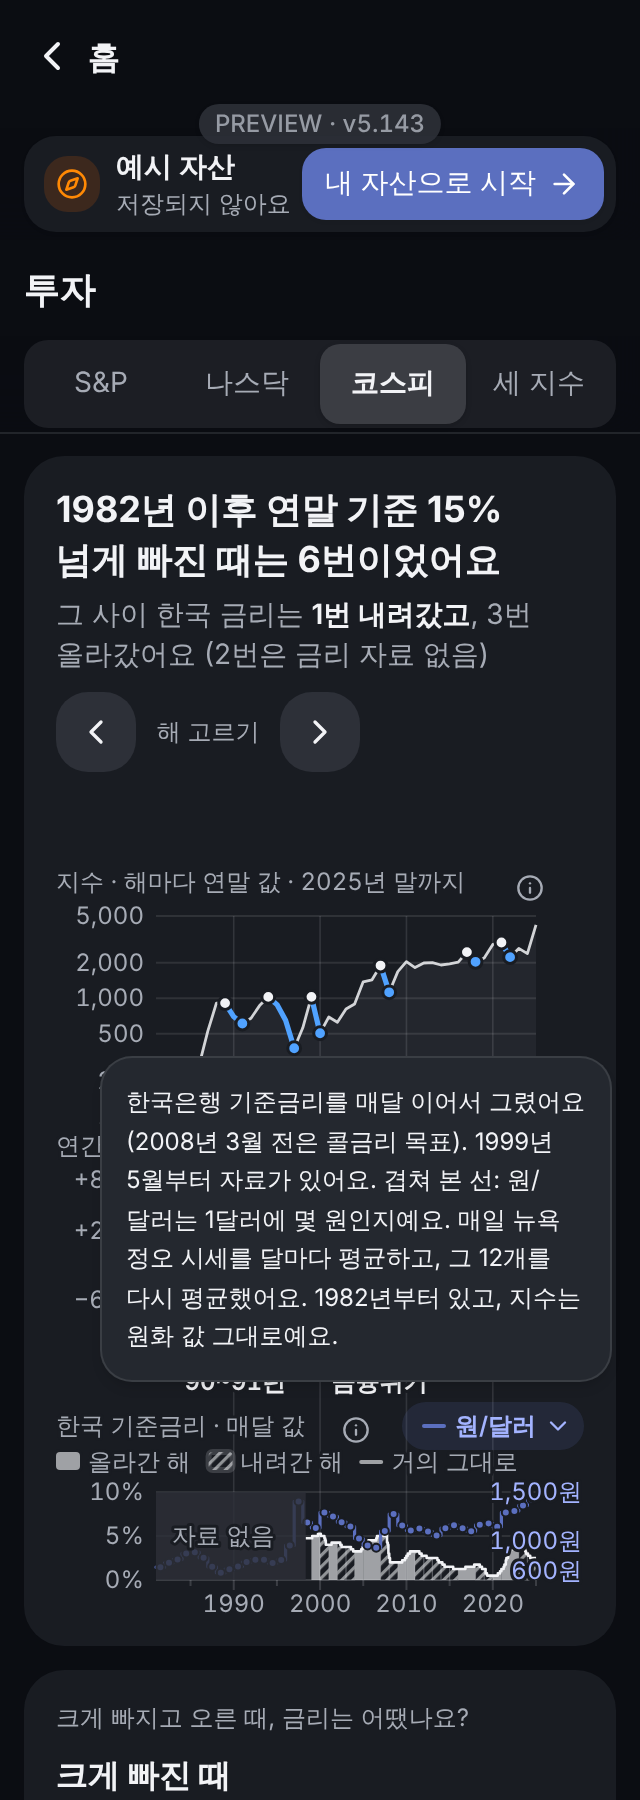 홈
PREVIEW · v5.143
예시 자산
저장되지 않아요
내 자산으로 시작
투자
S&P
나스닥
코스피
세 지수
1982년 이후 연말 기준 15%
넘게 빠진 때는 6번이었어요
그 사이 한국 금리는 1번 내려갔고, 3번
올라갔어요 (2번은 금리 자료 없음)
해 고르기
지수 · 해마다 연말 값 · 2025년 말까지
5,000
2,000
1,000
500
연간
+8
+2
−6
한국은행 기준금리를 매달 이어서 그렸어요
(2008년 3월 전은 콜금리 목표). 1999년
5월부터 자료가 있어요. 겹쳐 본 선: 원/
달러는 1달러에 몇 원인지예요. 매일 뉴욕
정오 시세를 달마다 평균하고, 그 12개를
다시 평균했어요. 1982년부터 있고, 지수는
원화 값 그대로예요.
90~91년
금융위기
한국 기준금리 · 매달 값
원/달러
올라간 해
내려간 해
거의 그대로
10%
5%
0%
자료 없음
1,500원
1,000원
600원
1990
2000
2010
2020
크게 빠지고 오른 때, 금리는 어땠나요?
크게 빠진 때